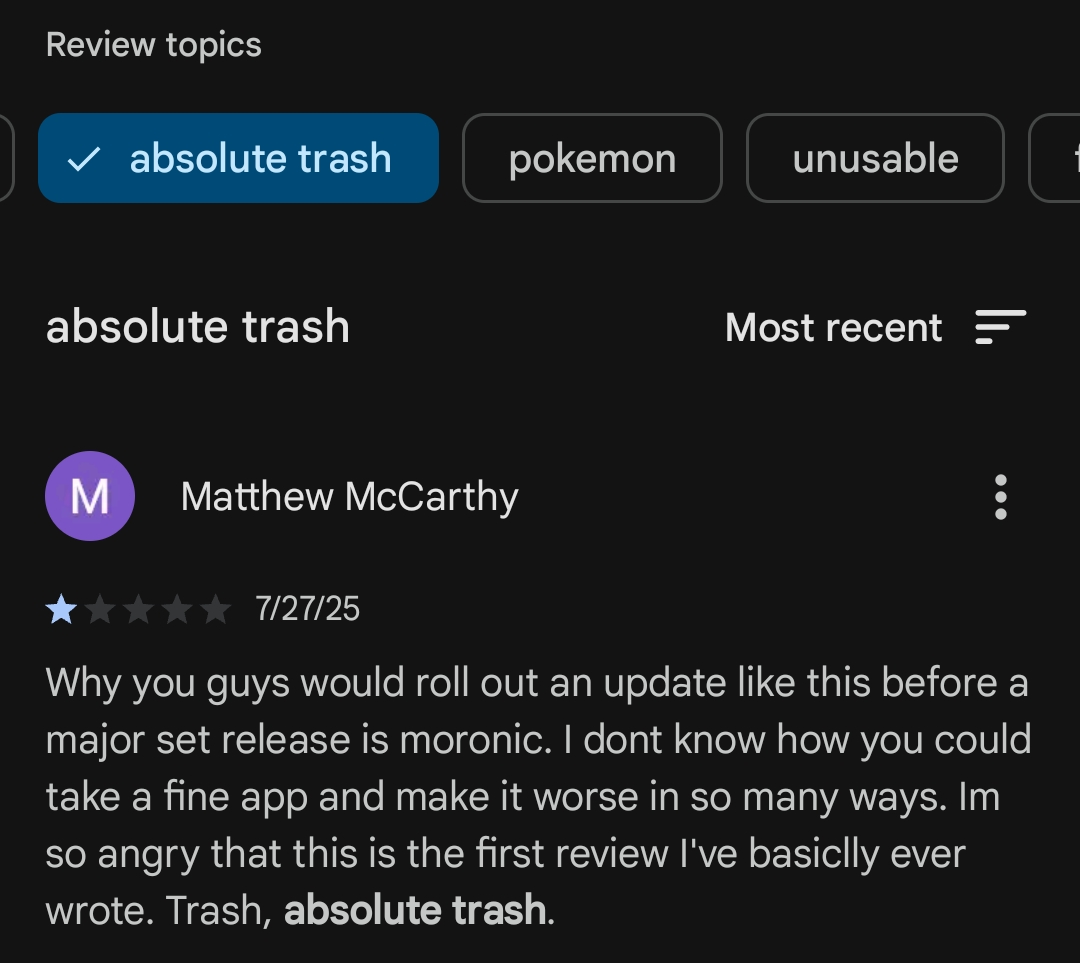 Review topics
absolute trash
pokemon
unusable
absolute trash
Most recent
M
Matthew McCarthy
7/27/25
Why you guys would roll out an update like this before a
major set release is moronic. I dont know how you could
take a fine app and make it worse in so many ways. Im
so angry that this is the first review I've basiclly ever
wrote. Trash, absolute trash.